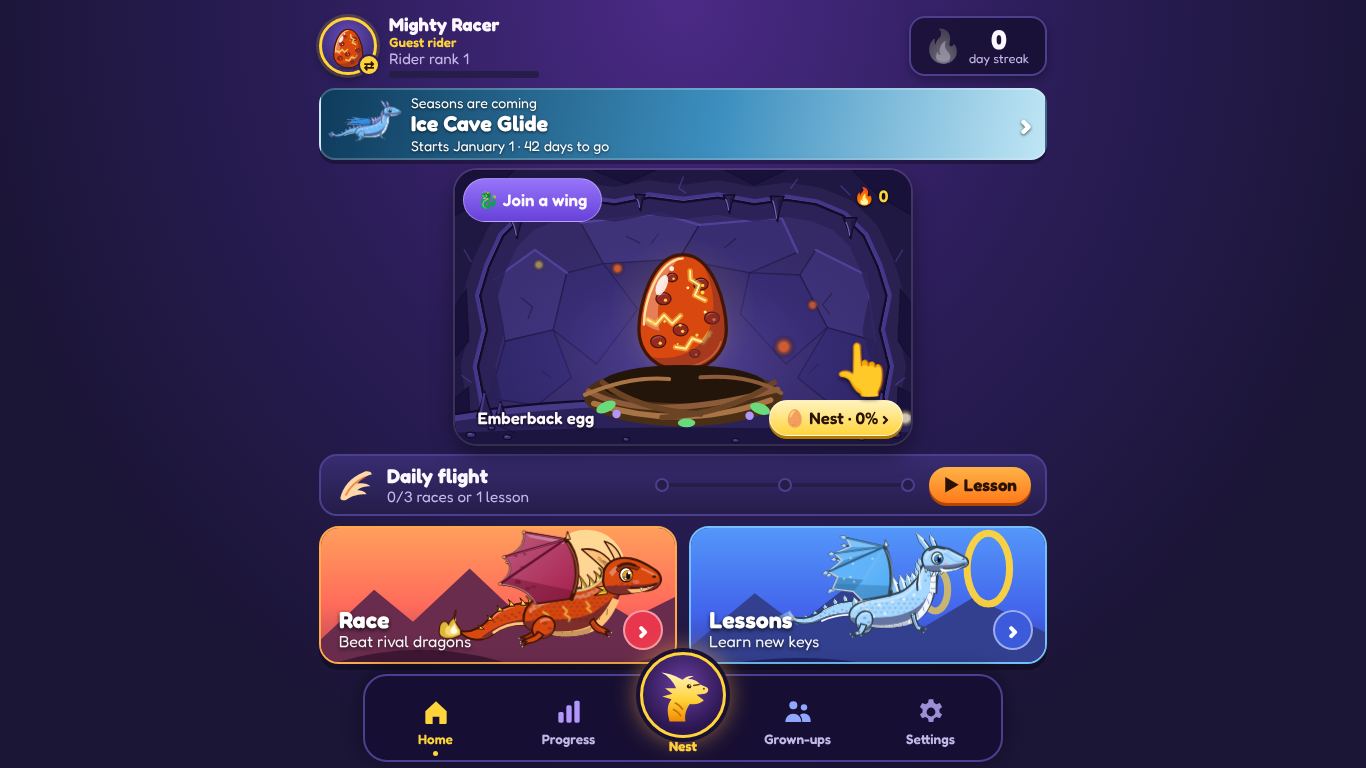 Mighty Racer
Guest rider
Rider rank 1
0
day streak
Seasons are coming
Ice Cave Glide
Starts January 1 · 42 days to go
Join a wing
0
Emberback egg
Nest · 0% ›
Daily flight
0/3 races or 1 lesson
Lesson
Race
Beat rival dragons
Lessons
Learn new keys
Home
Progress
Nest
Grown-ups
Settings